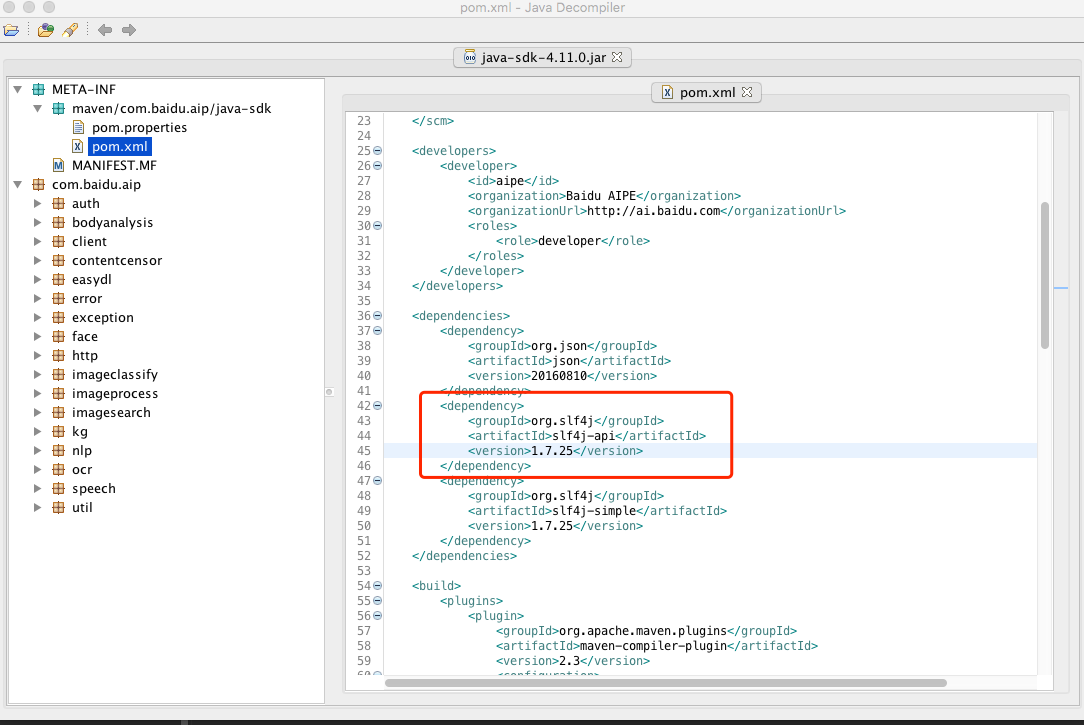 pom.xml - Java Decompiler
java-sdk-4.11.0.jar
META-INF
maven/com.baidu.aip/java-sdk
pom.properties
pom.xml
MANIFEST.MF
com.baidu.aip
auth
bodyanalysis
client
contentcensor
easydl
error
exception
face
http
imageclassify
imageprocess
imagesearch
kg
nlp
ocr
speech
util
pom.xml
23 </scm>
24
25 <developers>
26 <developer>
27 <id>aipe</id>
28 <organization>Baidu AIPE</organization>
29 <organizationUrl>http://ai.baidu.com</organizationUrl>
30 <roles>
31 <role>developer</role>
32 </roles>
33 </developer>
34 </developers>
35
36 <dependencies>
37 <dependency>
38 <groupId>org.json</groupId>
39 <artifactId>json</artifactId>
40 <version>20160810</version>
41 </dependency>
42 <dependency>
43 <groupId>org.slf4j</groupId>
44 <artifactId>slf4j-api</artifactId>
45 <version>1.7.25</version>
46 </dependency>
47 <dependency>
48 <groupId>org.slf4j</groupId>
49 <artifactId>slf4j-simple</artifactId>
50 <version>1.7.25</version>
51 </dependency>
52 </dependencies>
53
54 <build>
55 <plugins>
56 <plugin>
57 <groupId>org.apache.maven.plugins</groupId>
58 <artifactId>maven-compiler-plugin</artifactId>
59 <version>2.3</version>
60 <configuration>